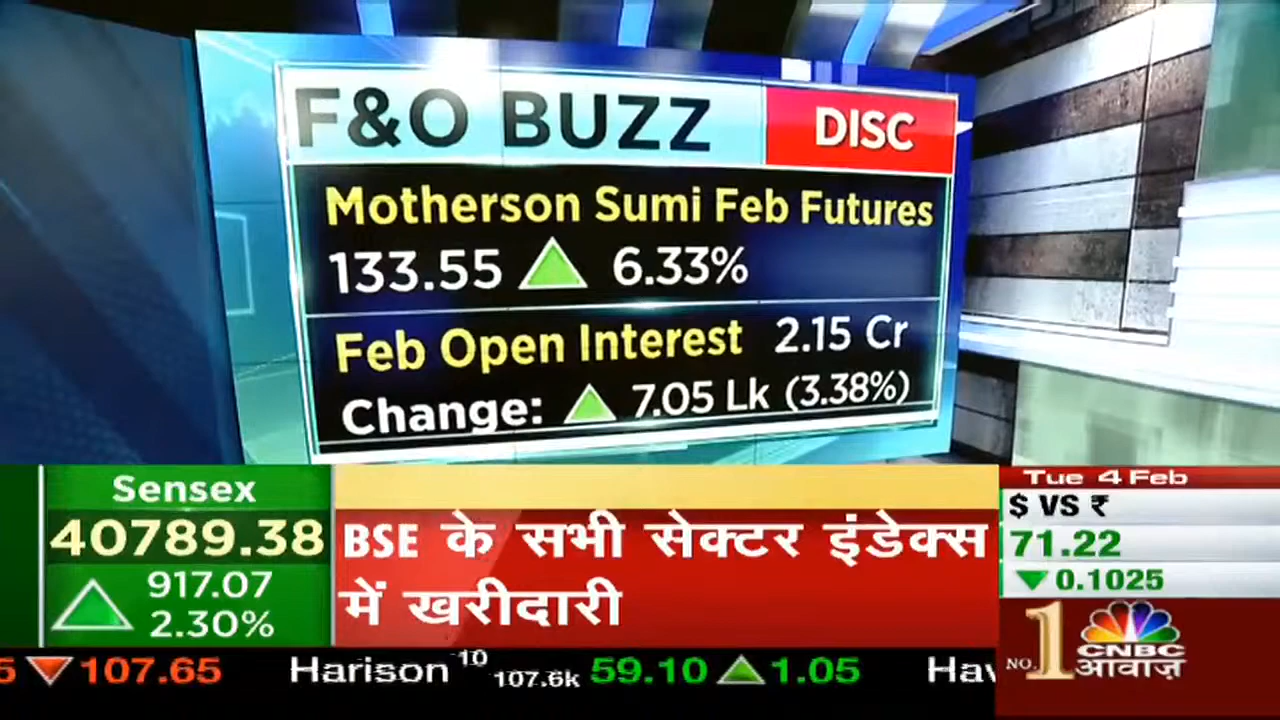 F&O BUZZ DISC
Motherson Sumi Feb Futures
133.55 6.33%
Feb Open Interest 2.15 Cr
Change: 7.05 Lk (3.38%)
Sensex
40789.38
917.07
2.30%
BSE के सभी सेक्टर इंडेक्स
में खरीदारी
Tue 4 Feb
$ VS ₹
71.22
0.1025
NO.1 CNBC
आवाज़
5 107.65 Harison 10 107.6k 59.10 1.05 Hav